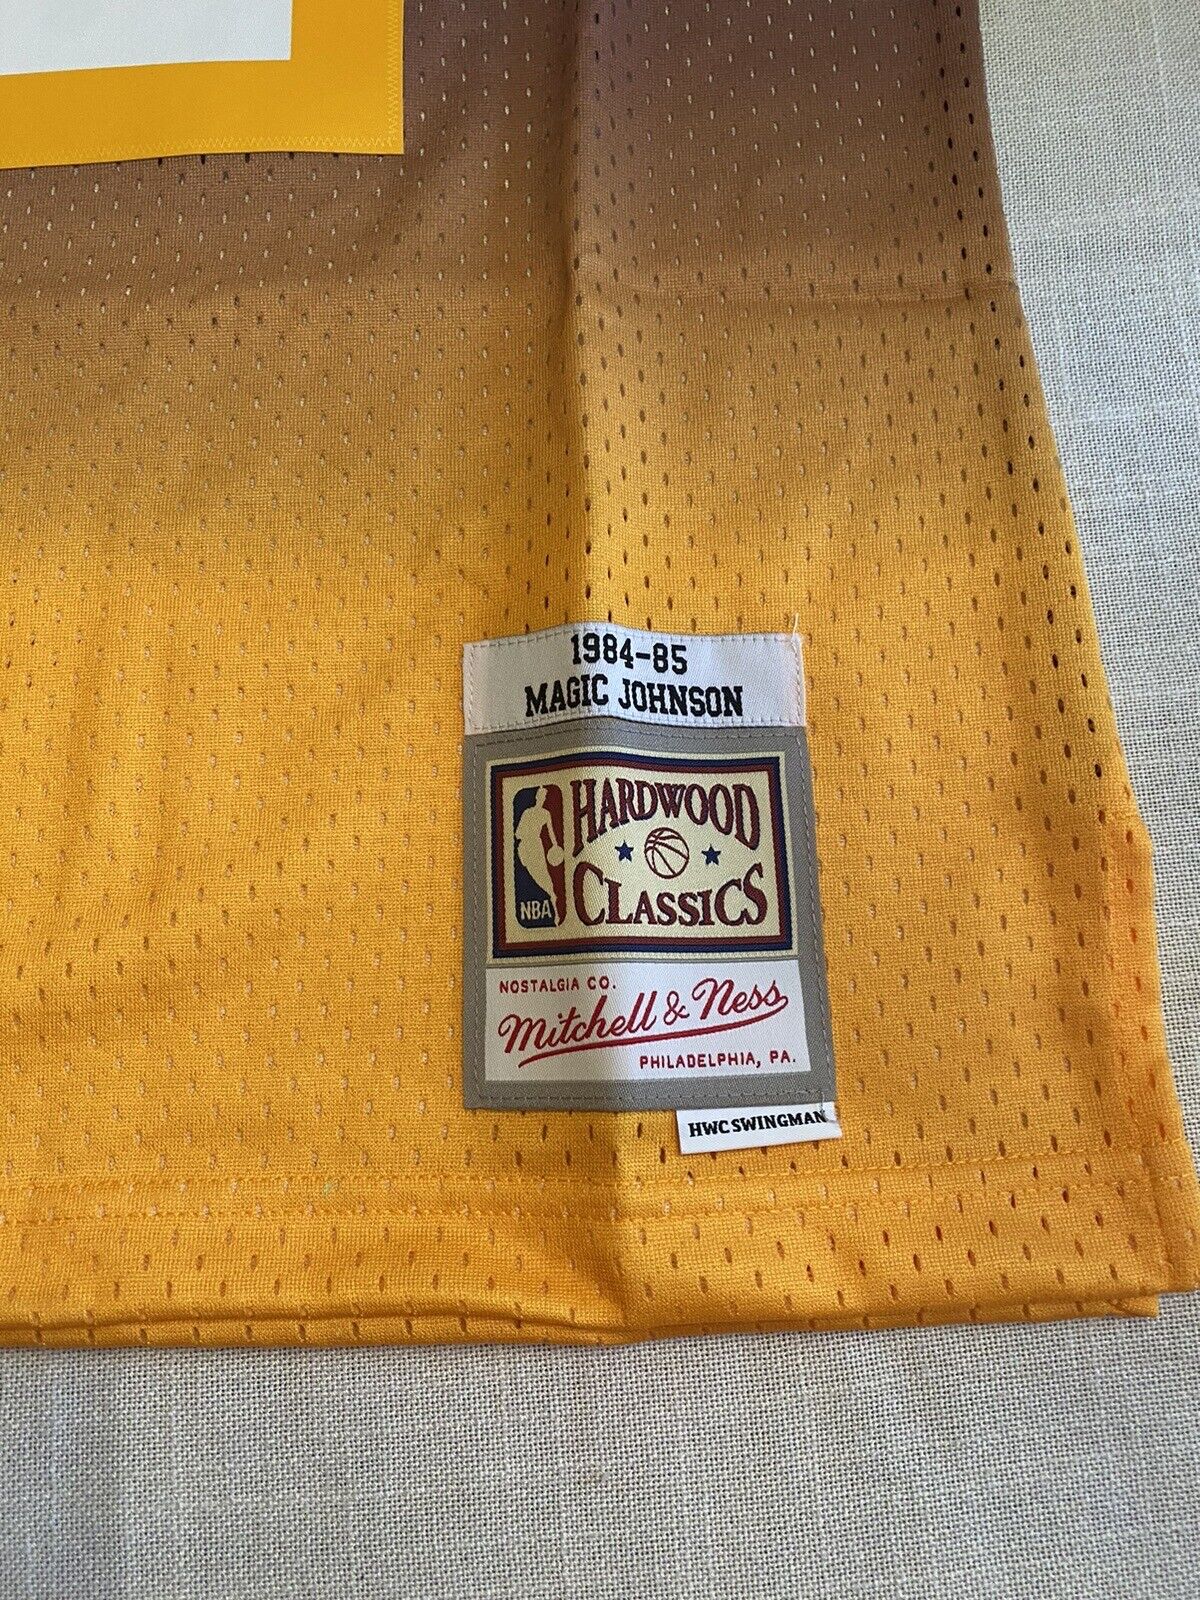 1984-85
MAGIC JOHNSON
HARDWOOD
CLASSICS
NBA
NOSTALGIA CO.
Mitchell & Ness
PHILADELPHIA, PA.
HWC SWINGMAN